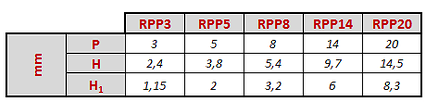 RPP3 RPP5 RPP8 RPP14 RPP20
mm
P 3 5 8 14 20
H 2,4 3,8 5,4 9,7 14,5
H₁ 1,15 2 3,2 6 8,3